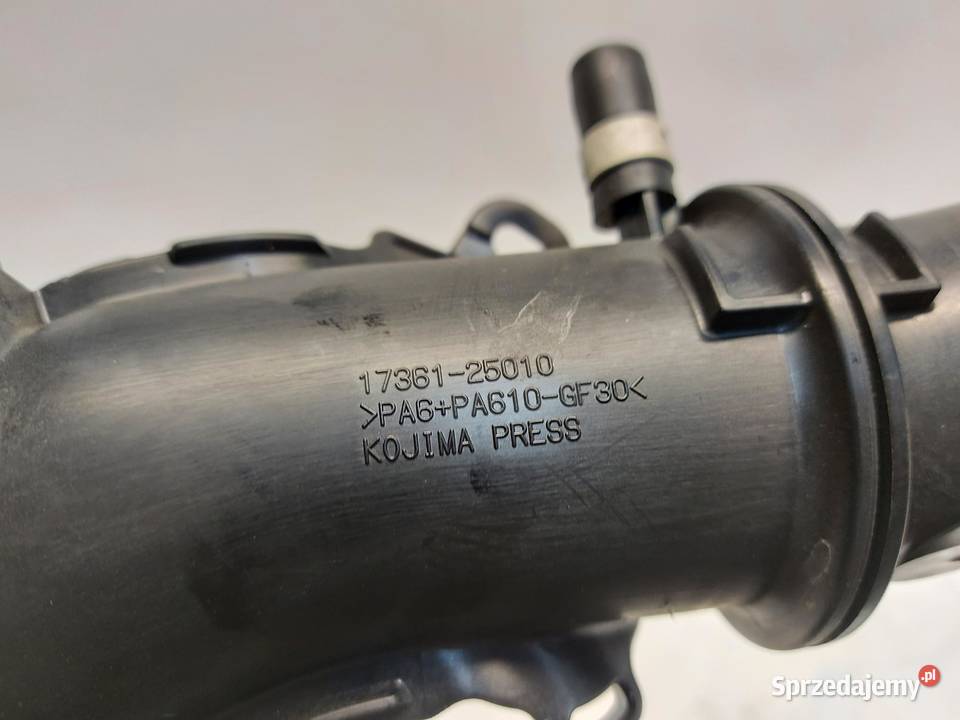 17361-25010
>PA6+PA610-GF30<
KOJIMA PRESS
Sprzedajemy.pl